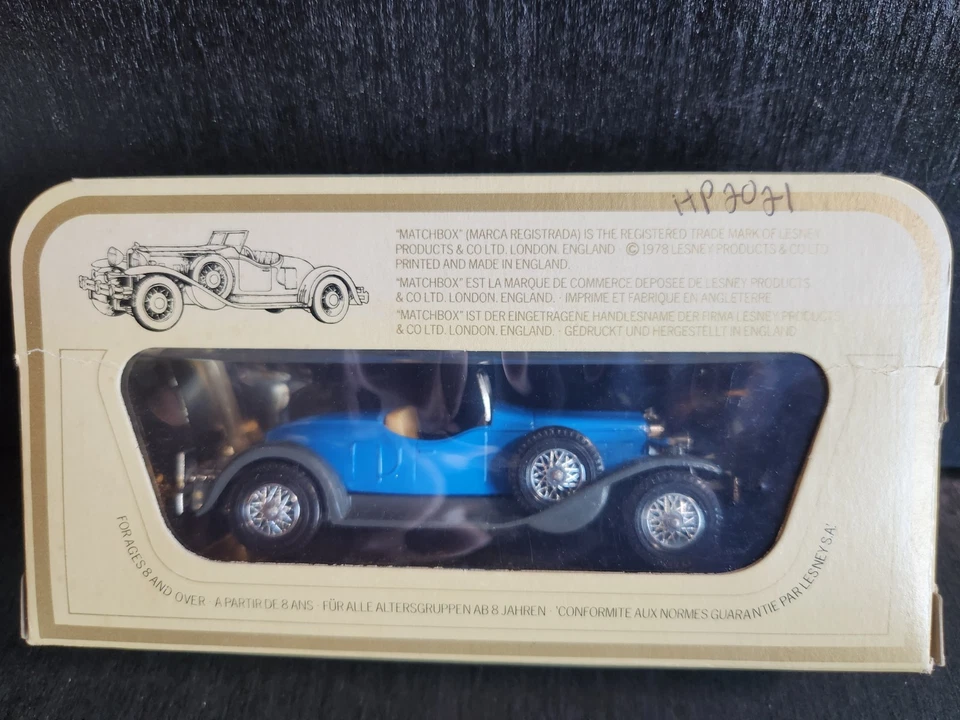 HP2021
"MATCHBOX" (MARCA REGISTRADA) IS THE REGISTERED TRADE MARK OF LESNEY
PRODUCTS & CO LTD. LONDON. ENGLAND © 1978 LESNEY PRODUCTS & CO LTD
PRINTED AND MADE IN ENGLAND.
"MATCHBOX" EST LA MARQUE DE COMMERCE DEPOSEE DE LESNEY PRODUCTS
& CO LTD. LONDON. ENGLAND. · IMPRIME ET FABRIQUE EN ANGLETERRE
"MATCHBOX" IST DER EINGETRAGENE HANDLESNAME DER FIRMA LESNEY PRODUCTS
& CO LTD. LONDON. ENGLAND. · GEDRUCKT UND HERGESTELLT IN ENGLAND
FOR AGES 8 AND OVER · A PARTIR DE 8 ANS · FÜR ALLE ALTERSGRUPPEN AB 8 JAHREN · 'CONFORMITE AUX NORMES GUARANTIE PAR LESNEY S.A.'